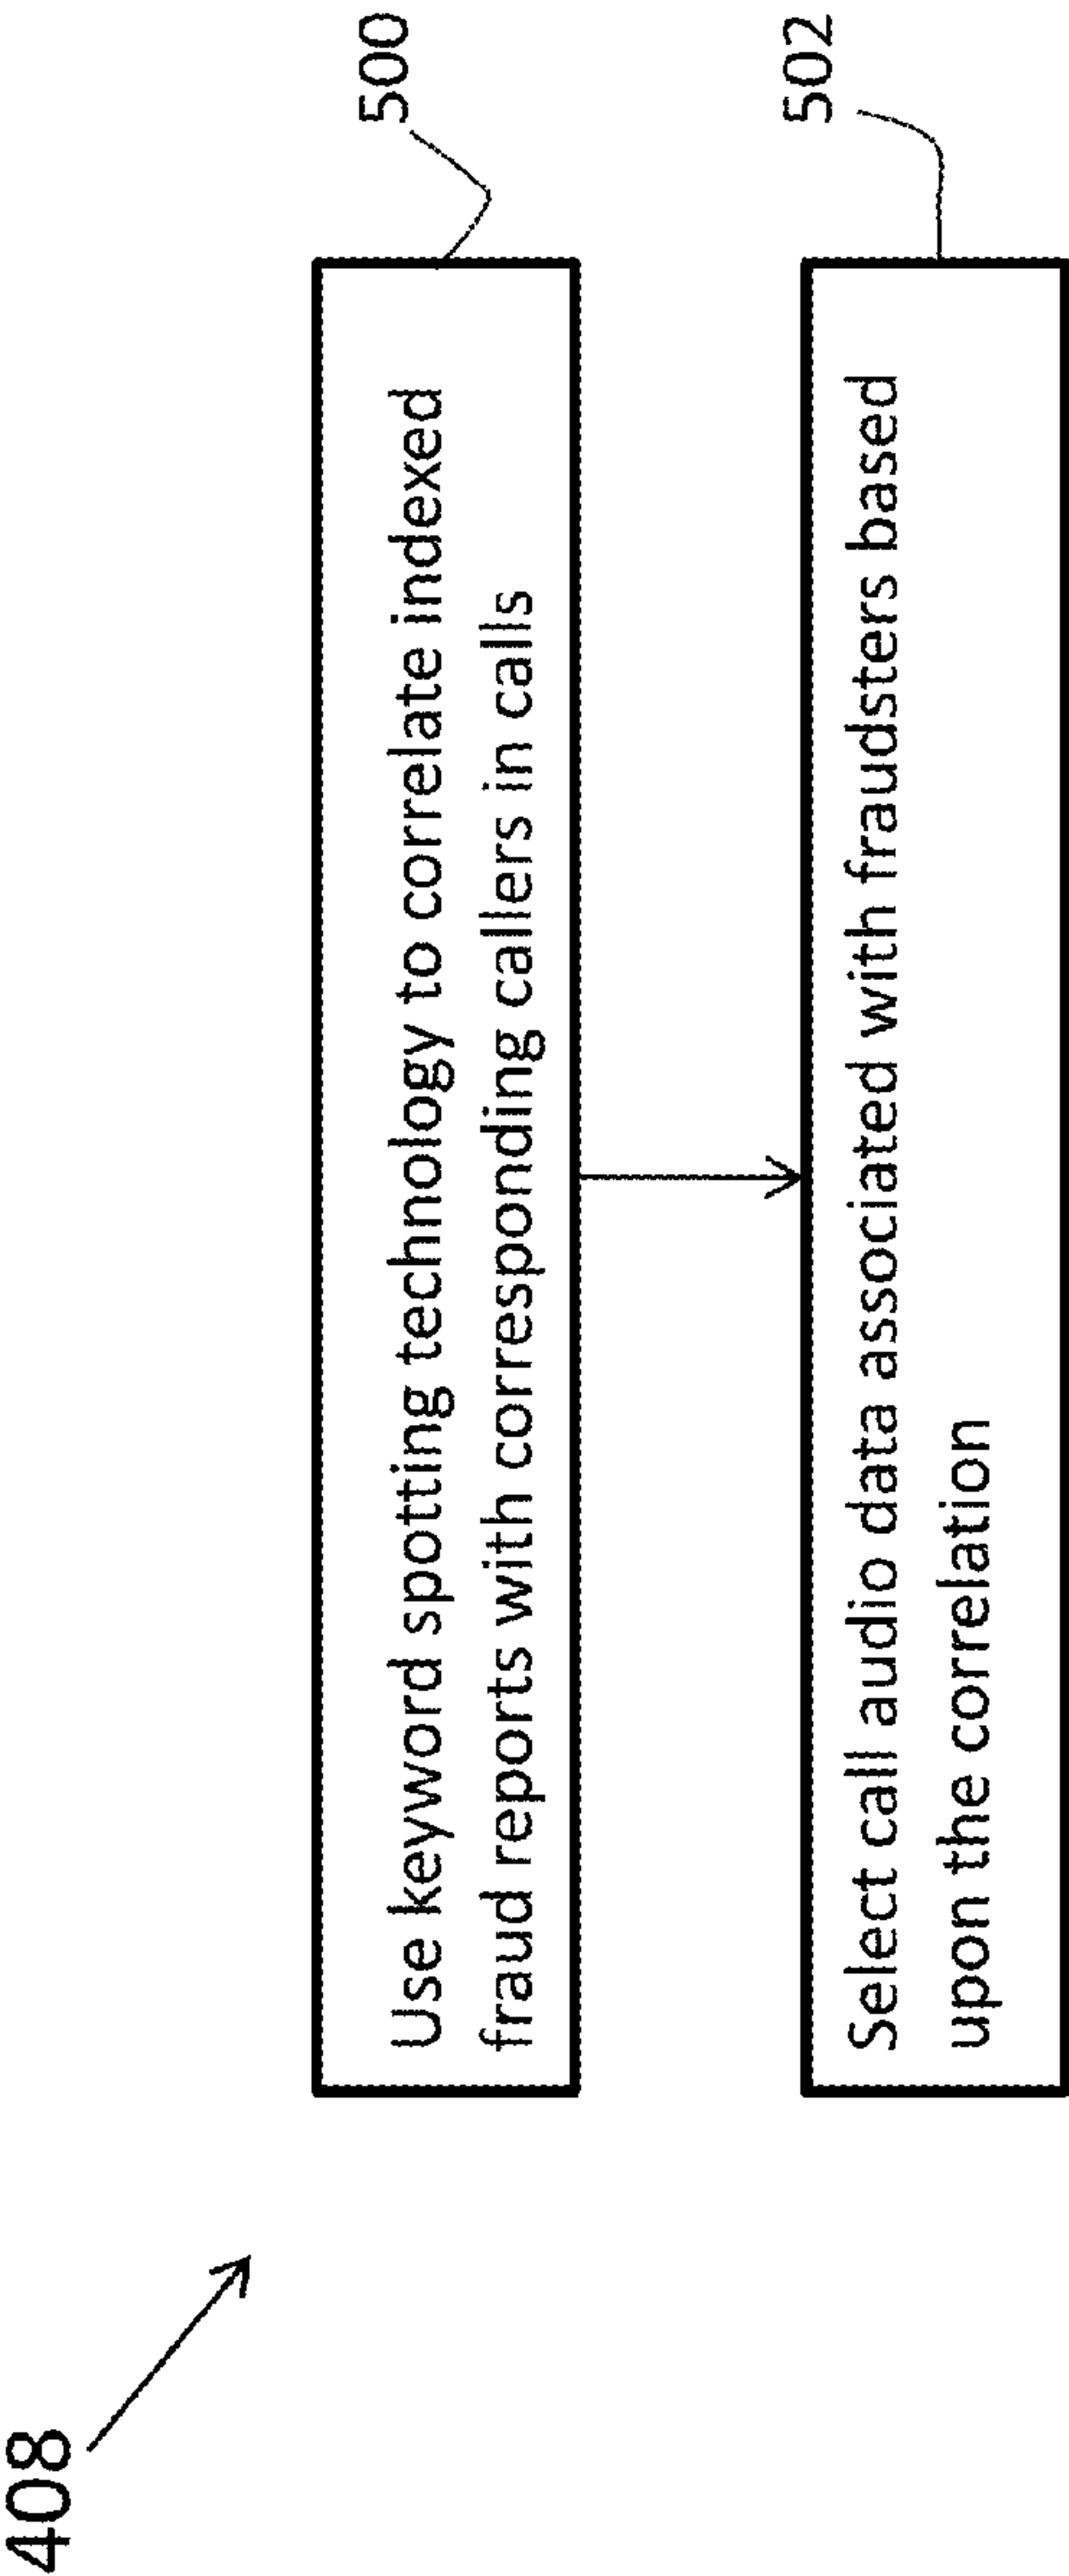 408
500
Use keyword spotting technology to correlate indexed
fraud reports with corresponding callers in calls
502
Select call audio data associated with fraudsters based
upon the correlation